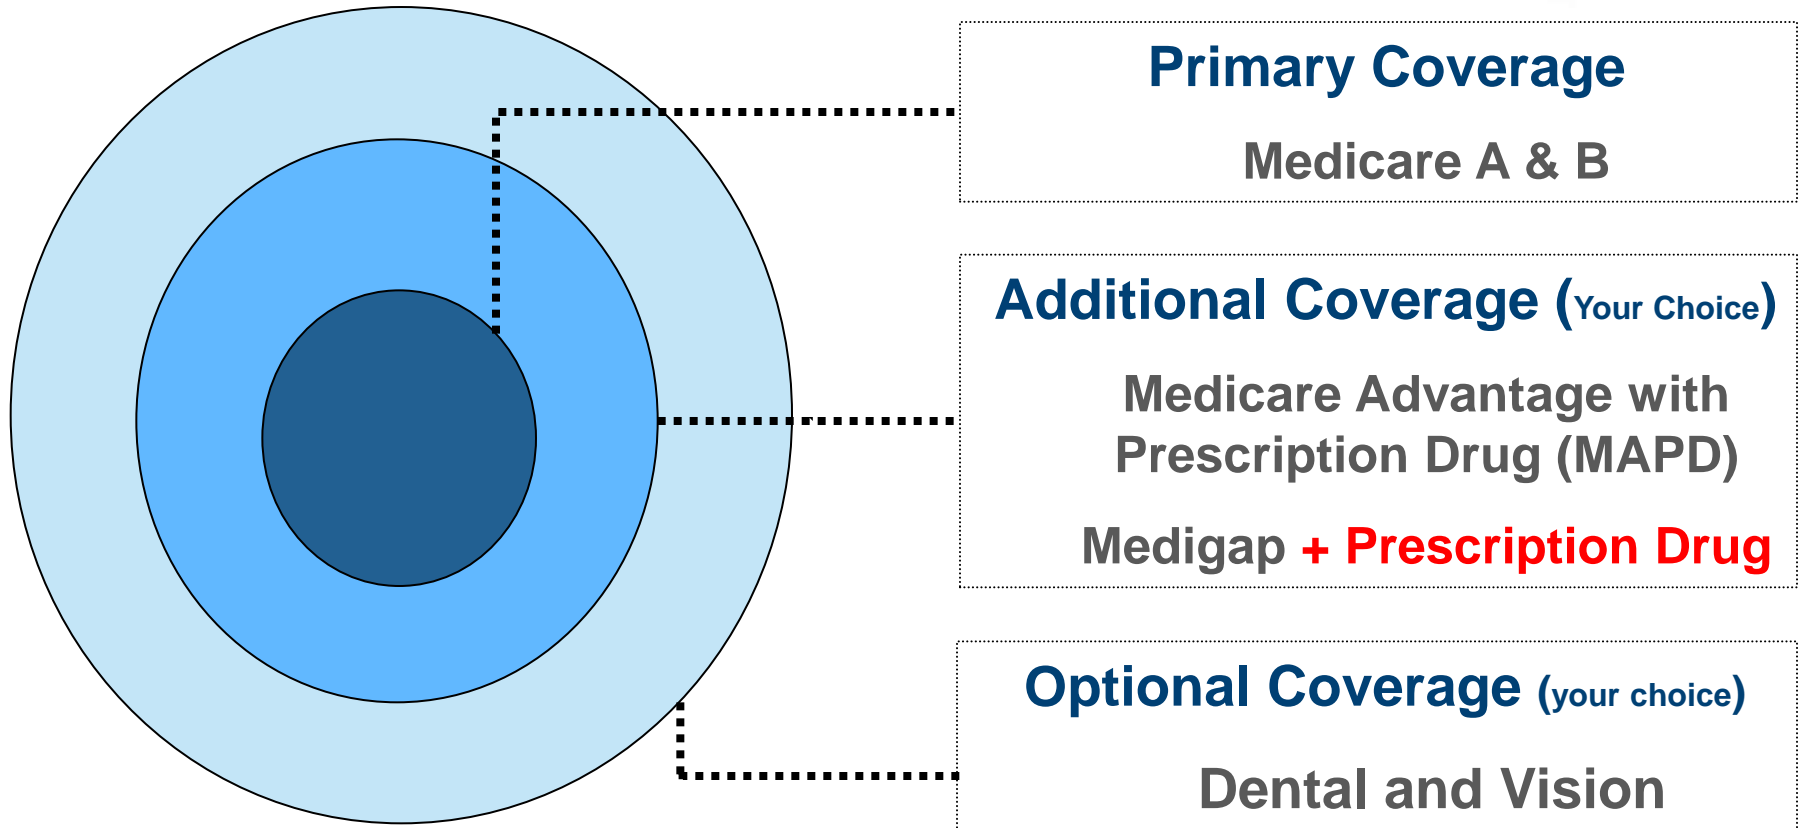 Primary Coverage
Medicare A & B
Additional Coverage (Your Choice)
Medicare Advantage with
Prescription Drug (MAPD)
Medigap + Prescription Drug
Optional Coverage (your choice)
Dental and Vision